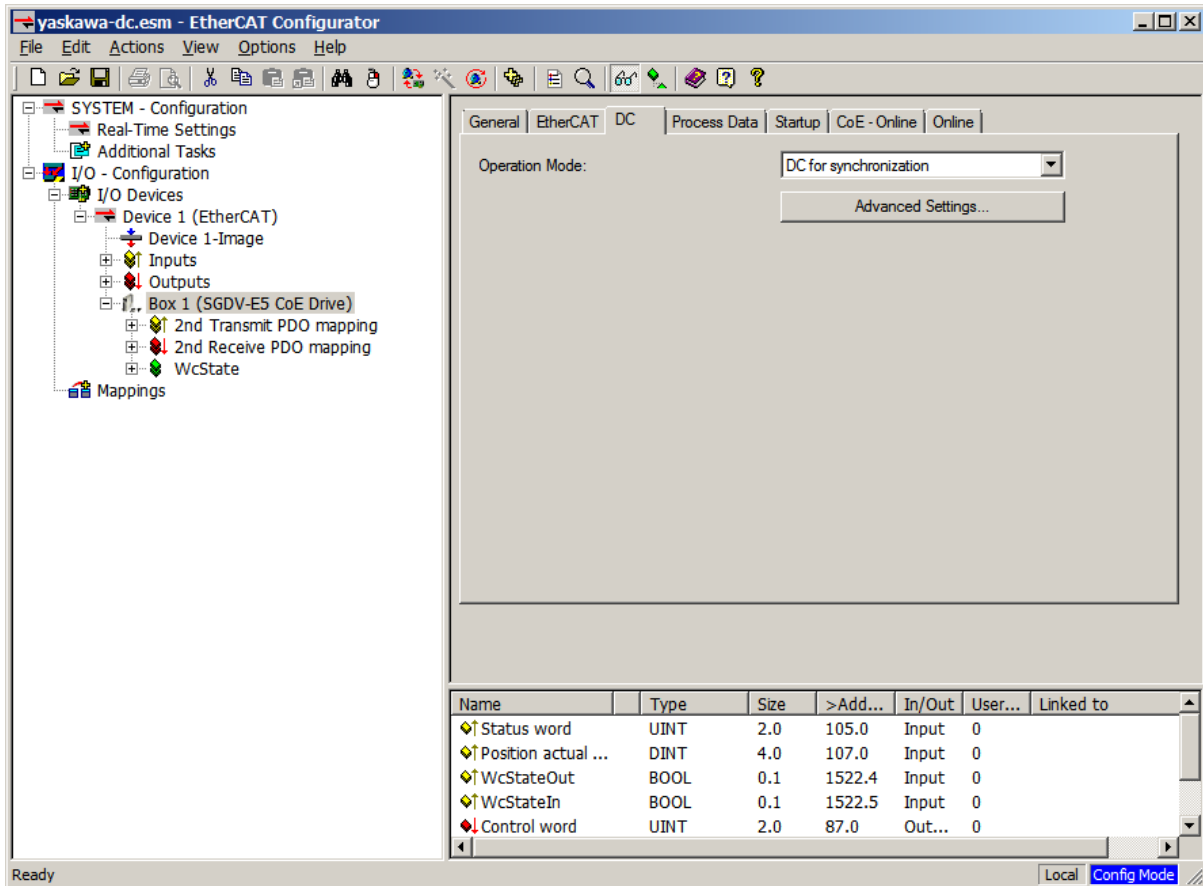 yaskawa-dc.esm - EtherCAT Configurator
File Edit Actions View Options Help
SYSTEM - Configuration
Real-Time Settings
Additional Tasks
I/O - Configuration
I/O Devices
Device 1 (EtherCAT)
Device 1-Image
Inputs
Outputs
Box 1 (SGDV-E5 CoE Drive)
2nd Transmit PDO mapping
2nd Receive PDO mapping
WcState
Mappings
General EtherCAT DC Process Data Startup CoE - Online Online
Operation Mode: DC for synchronization
Advanced Settings...
Name Type Size >Add... In/Out User... Linked to
Status word UINT 2.0 105.0 Input 0
Position actual ... DINT 4.0 107.0 Input 0
WcStateOut BOOL 0.1 1522.4 Input 0
WcStateIn BOOL 0.1 1522.5 Input 0
Control word UINT 2.0 87.0 Out... 0
Ready Local Config Mode